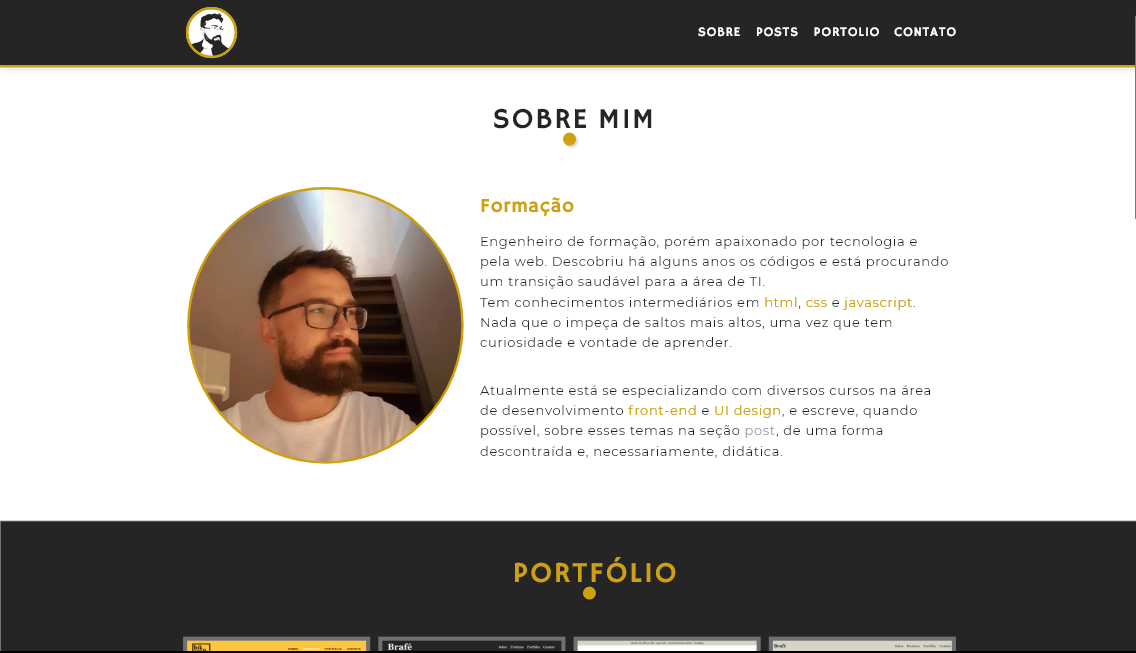 SOBRE POSTS PORTOLIO CONTATO
SOBRE MIM
Formação
Engenheiro de formação, porém apaixonado por tecnologia e
pela web. Descobriu há alguns anos os códigos e está procurando
um transição saudável para a área de TI.
Tem conhecimentos intermediários em html, css e javascript.
Nada que o impeça de saltos mais altos, uma vez que tem
curiosidade e vontade de aprender.
Atualmente está se especializando com diversos cursos na área
de desenvolvimento front-end e UI design, e escreve, quando
possível, sobre esses temas na seção post, de uma forma
descontraída e, necessariamente, didática.
PORTFÓLIO
Brafé